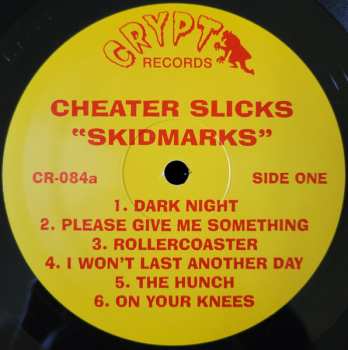 CRYPT
RECORDS
CHEATER SLICKS
"SKIDMARKS"
CR-084a SIDE ONE
1. DARK NIGHT
2. PLEASE GIVE ME SOMETHING
3. ROLLERCOASTER
4. I WON'T LAST ANOTHER DAY
5. THE HUNCH
6. ON YOUR KNEES